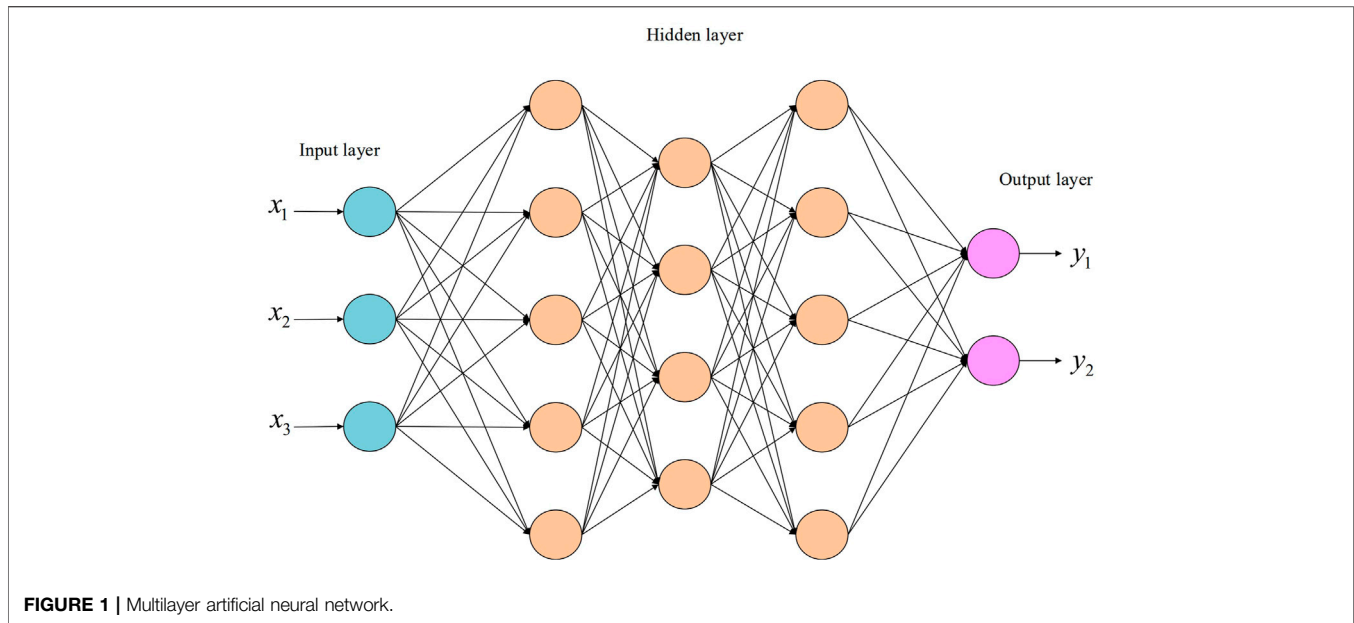 Hidden layer
Input layer
Output layer
x₁
y₁
x₂
y₂
x₃
FIGURE 1 | Multilayer artificial neural network.